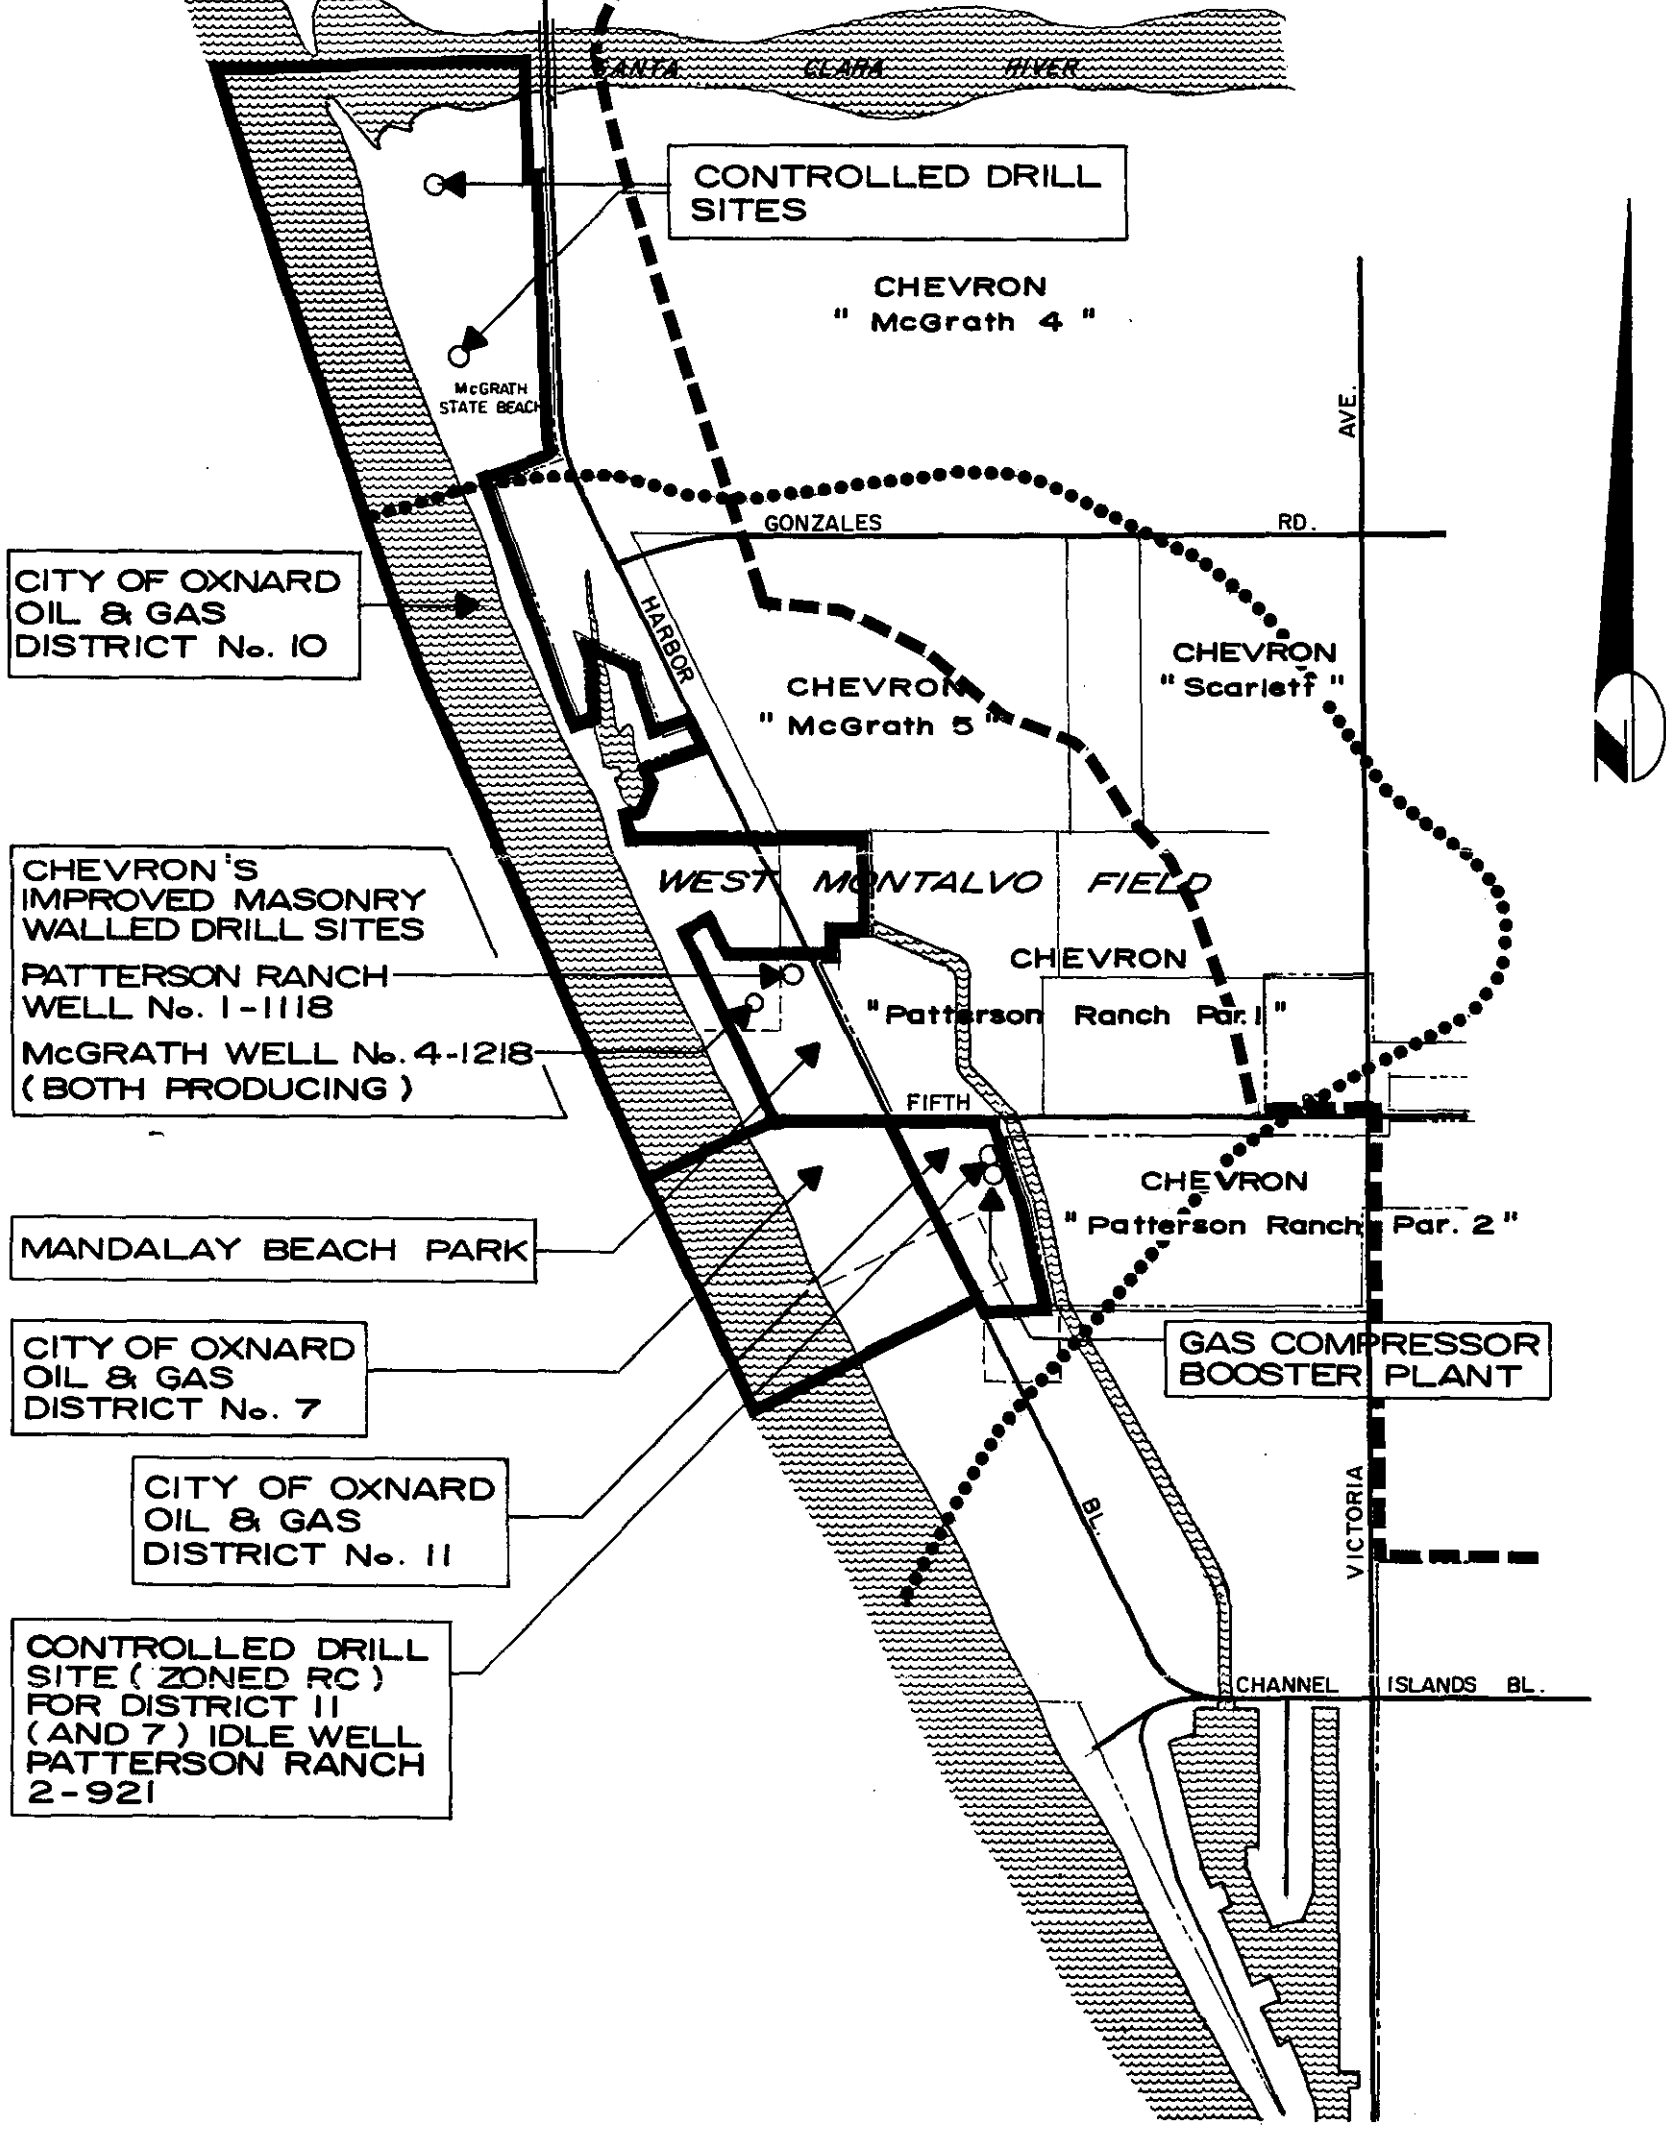 SANTA CLARA RIVER
CONTROLLED DRILL
SITES
CHEVRON
" McGrath 4 "
McGRATH
STATE BEACH
AVE.
GONZALES RD.
CITY OF OXNARD
OIL & GAS
DISTRICT No. 10
HARBOR
CHEVRON
" Scarlett "
CHEVRON
" McGrath 5 "
N
CHEVRON'S
IMPROVED MASONRY
WALLED DRILL SITES
PATTERSON RANCH
WELL No. 1-1118
McGRATH WELL No. 4-1218
(BOTH PRODUCING)
WEST MONTALVO FIELD
CHEVRON
"Patterson Ranch Par. 1"
FIFTH
CHEVRON
" Patterson Ranch Par. 2 "
MANDALAY BEACH PARK
CITY OF OXNARD
OIL & GAS
DISTRICT No. 7
GAS COMPRESSOR
BOOSTER PLANT
CITY OF OXNARD
OIL & GAS
DISTRICT No. 11
BL.
VICTORIA
CONTROLLED DRILL
SITE (ZONED RC)
FOR DISTRICT 11
(AND 7) IDLE WELL
PATTERSON RANCH
2-921
CHANNEL ISLANDS BL.